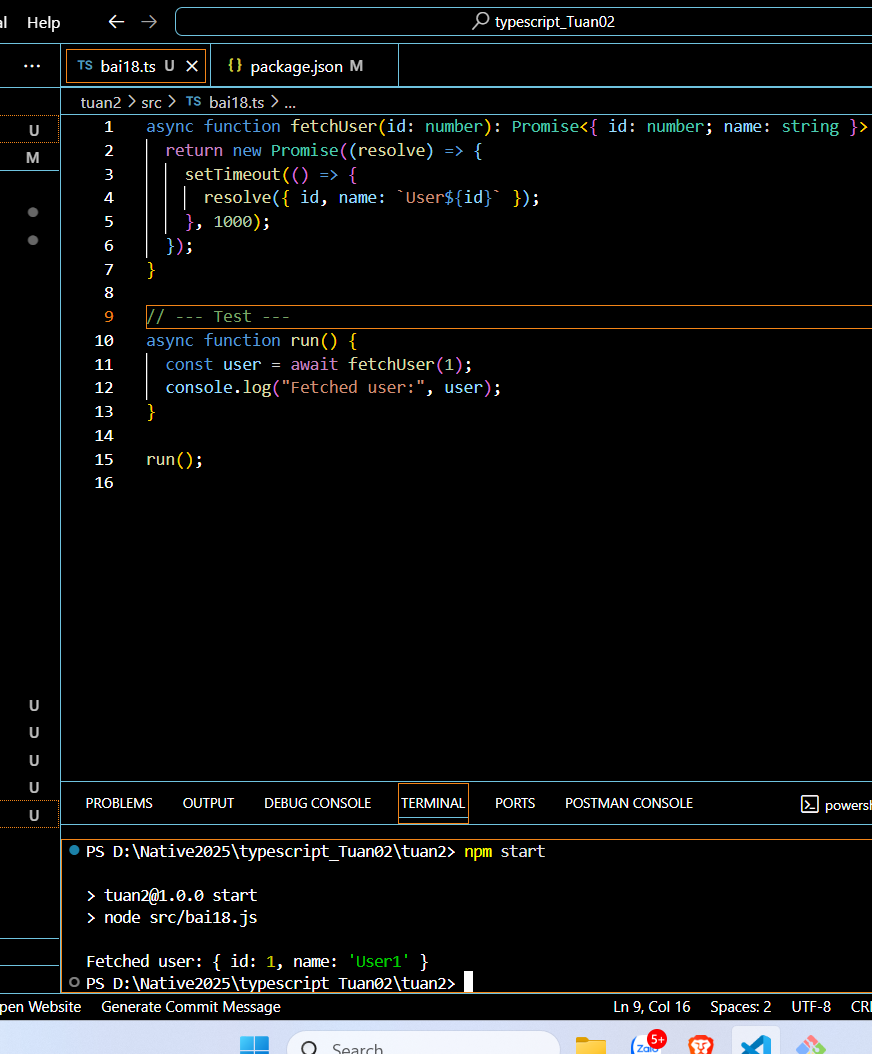 al Help typescript_Tuan02
... TS bai18.ts U {} package.json M
tuan2 > src > TS bai18.ts > ...
U
M
1 async function fetchUser(id: number): Promise<{ id: number; name: string }>
2   return new Promise((resolve) => {
3     setTimeout(() => {
4       resolve({ id, name: `User${id}` });
5     }, 1000);
6   });
7 }
8
9 // --- Test ---
10 async function run() {
11   const user = await fetchUser(1);
12   console.log("Fetched user:", user);
13 }
14
15 run();
16
U
U
U
U
U
PROBLEMS OUTPUT DEBUG CONSOLE TERMINAL PORTS POSTMAN CONSOLE powersh
PS D:\Native2025\typescript_Tuan02\tuan2> npm start
> tuan2@1.0.0 start
> node src/bai18.js
Fetched user: { id: 1, name: 'User1' }
PS D:\Native2025\typescript_Tuan02\tuan2>
pen Website Generate Commit Message Ln 9, Col 16 Spaces: 2 UTF-8 CR
Search Zalo 5+